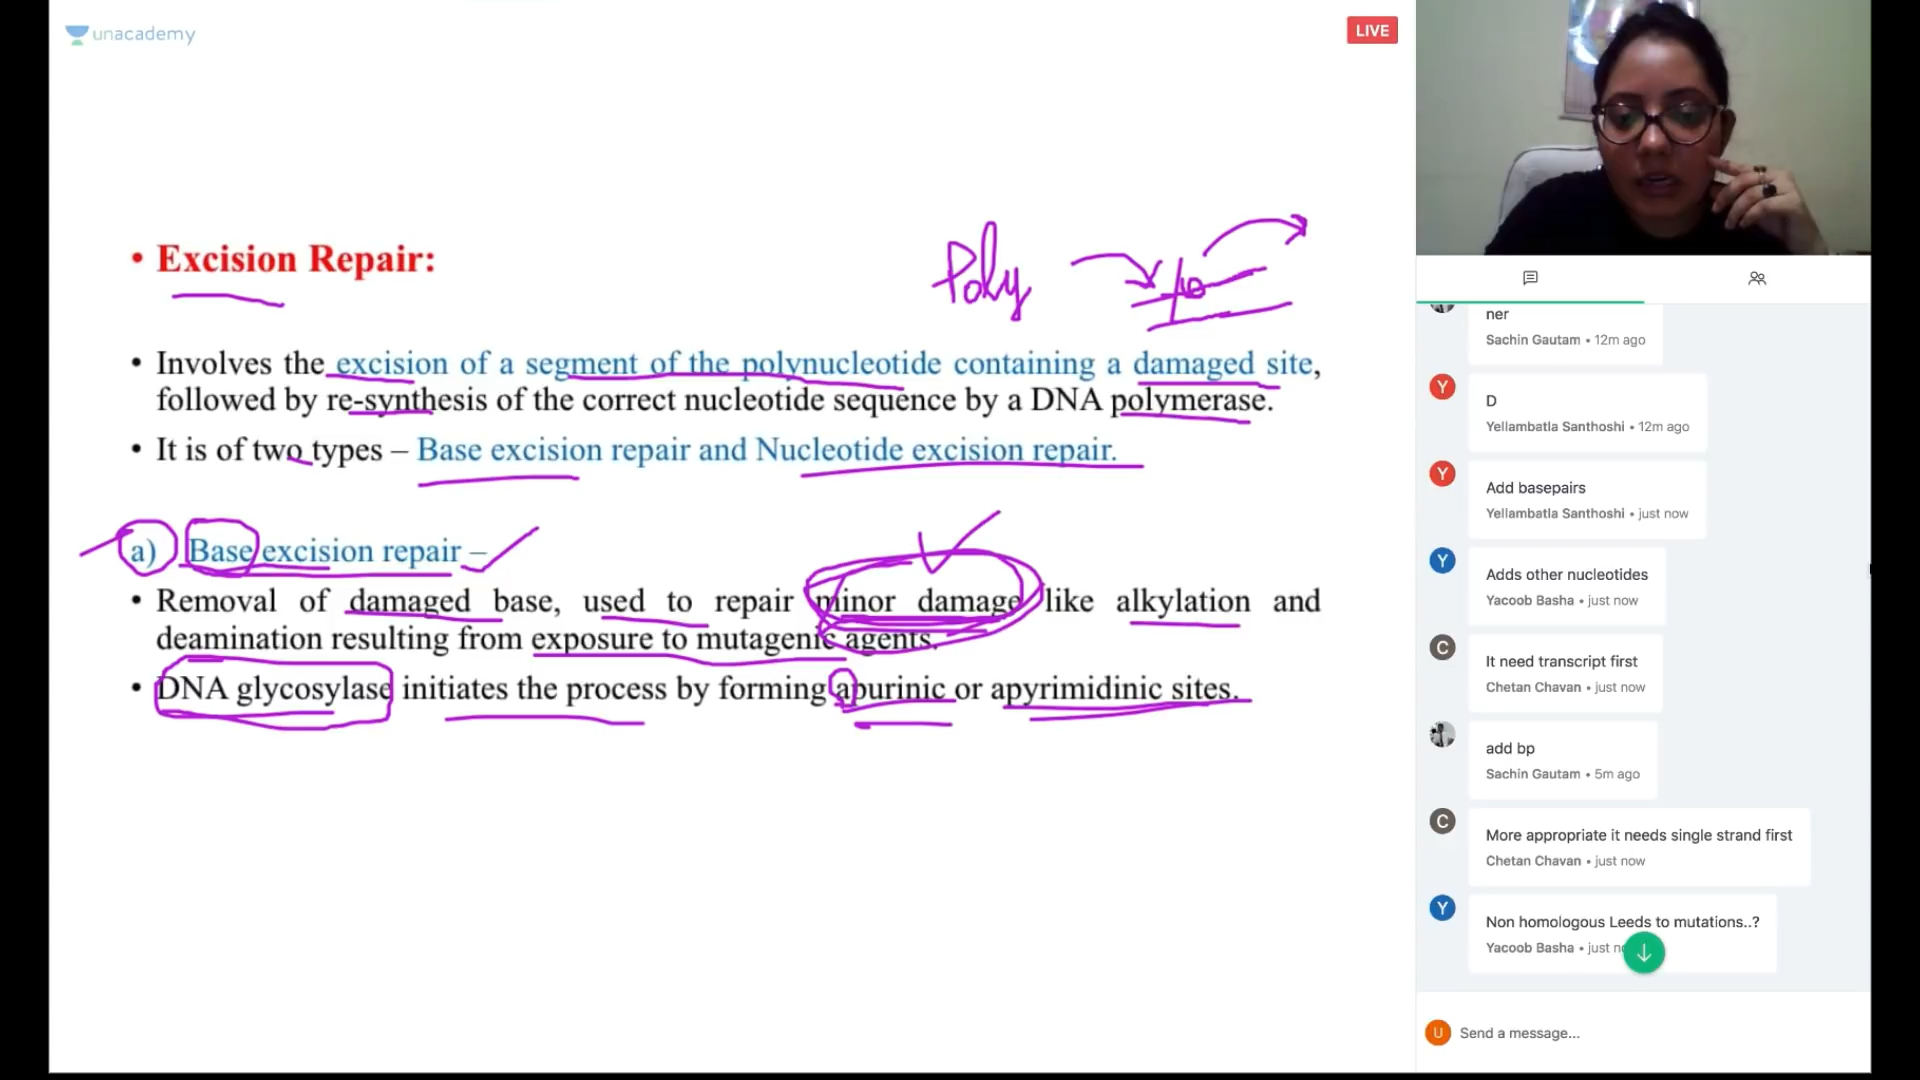 unacademy
LIVE
• Excision Repair:
Poly
• Involves the excision of a segment of the polynucleotide containing a damaged site,
followed by re-synthesis of the correct nucleotide sequence by a DNA polymerase.
• It is of two types – Base excision repair and Nucleotide excision repair.
a) Base excision repair –
• Removal of damaged base, used to repair minor damage like alkylation and
deamination resulting from exposure to mutagenic agents.
• DNA glycosylase initiates the process by forming apurinic or apyrimidinic sites.
ner
Sachin Gautam • 12m ago
Y
D
Yellambatla Santhoshi • 12m ago
Y
Add basepairs
Yellambatla Santhoshi • just now
Y
Adds other nucleotides
Yacoob Basha • just now
C
It need transcript first
Chetan Chavan • just now
add bp
Sachin Gautam • 5m ago
C
More appropriate it needs single strand first
Chetan Chavan • just now
Y
Non homologous Leeds to mutations..?
Yacoob Basha • just
U
Send a message...